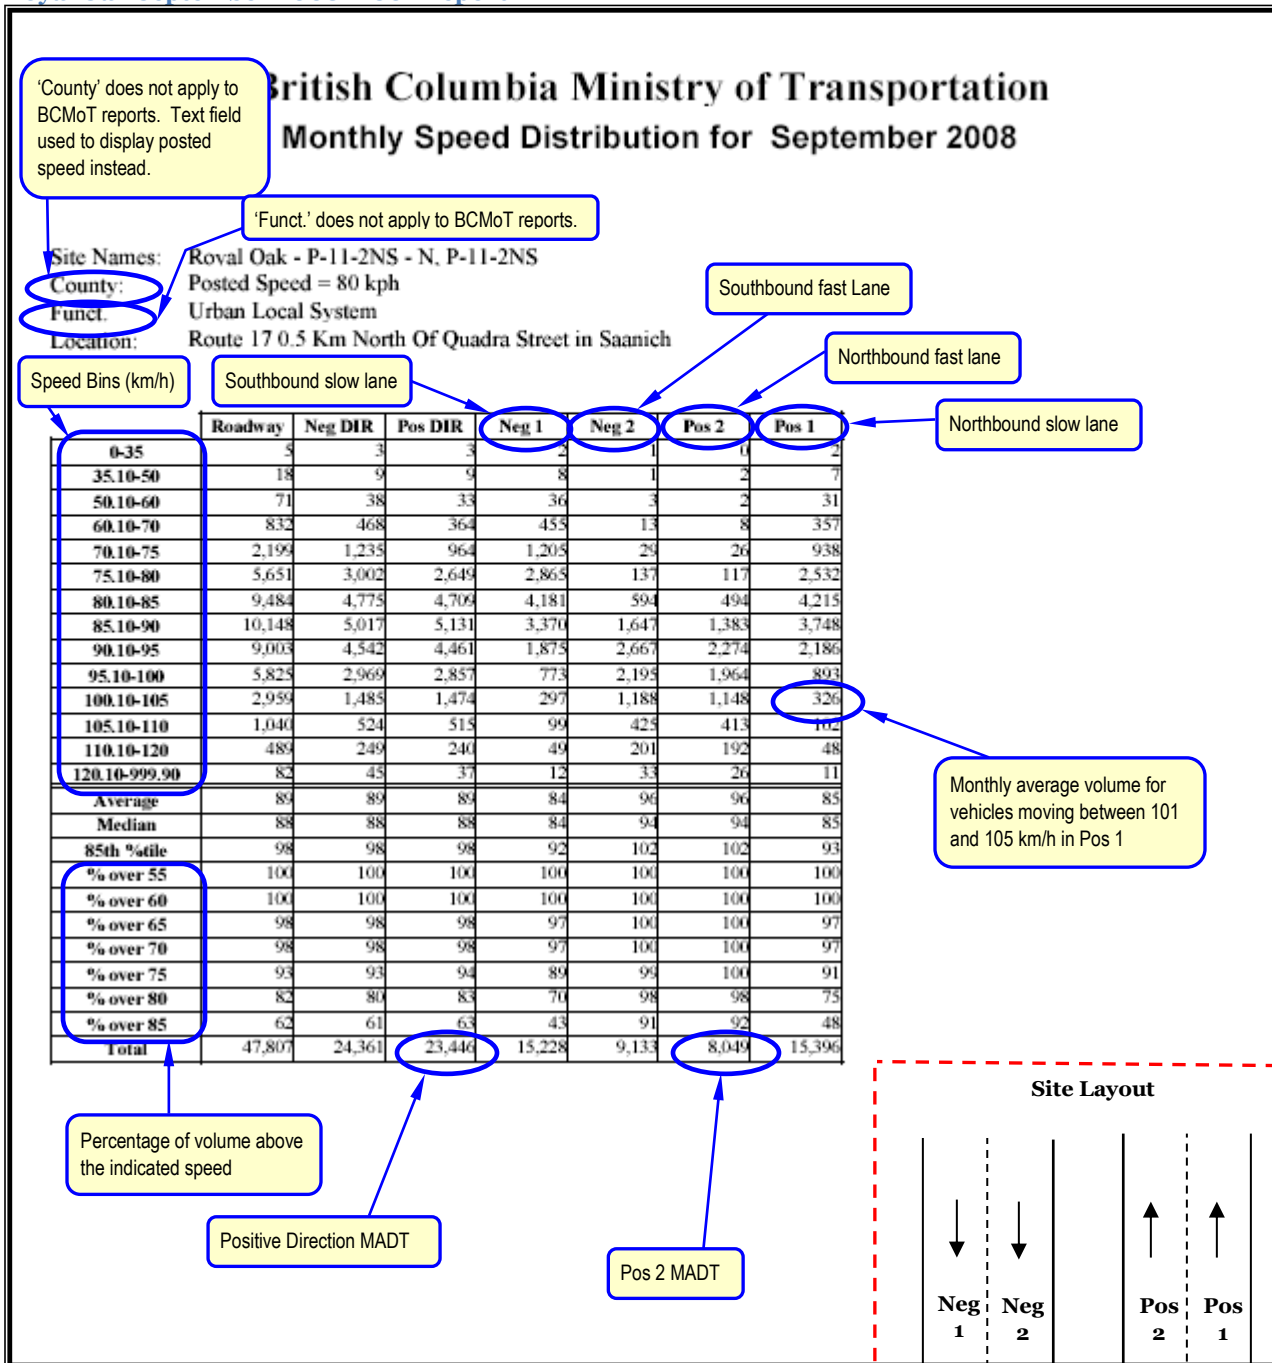 'County' does not apply to
BCMoT reports. Text field
used to display posted
speed instead.
British Columbia Ministry of Transportation
Monthly Speed Distribution for September 2008
'Funct.' does not apply to BCMoT reports.
Site Names: Royal Oak - P-11-2NS - N, P-11-2NS
County: Posted Speed = 80 kph
Funct. Urban Local System
Location: Route 17 0.5 Km North Of Quadra Street in Saanich
Southbound fast Lane
Northbound fast lane
Speed Bins (km/h)
Southbound slow lane
Northbound slow lane
Roadway Neg DIR Pos DIR Neg 1 Neg 2 Pos 2 Pos 1
0-35 5 3 3 2 1 0 2
35.10-50 18 9 9 8 1 2 7
50.10-60 71 38 33 36 3 2 31
60.10-70 832 468 364 455 13 8 357
70.10-75 2,199 1,235 964 1,205 29 26 938
75.10-80 5,651 3,002 2,649 2,865 137 117 2,532
80.10-85 9,484 4,775 4,709 4,181 594 494 4,215
85.10-90 10,148 5,017 5,131 3,370 1,647 1,383 3,748
90.10-95 9,003 4,542 4,461 1,875 2,667 2,274 2,186
95.10-100 5,825 2,969 2,857 773 2,195 1,964 893
100.10-105 2,959 1,485 1,474 297 1,188 1,148 326
105.10-110 1,040 524 515 99 425 413 102
110.10-120 489 249 240 49 201 192 48
120.10-999.90 82 45 37 12 33 26 11
Average 89 89 89 84 96 96 85
Median 88 88 88 84 94 94 85
85th %tile 98 98 98 92 102 102 93
% over 55 100 100 100 100 100 100 100
% over 60 100 100 100 100 100 100 100
% over 65 98 98 98 97 100 100 97
% over 70 98 98 98 97 100 100 97
% over 75 93 93 94 89 99 100 91
% over 80 82 80 83 70 98 98 75
% over 85 62 61 63 43 91 92 48
Total 47,807 24,361 23,446 15,228 9,133 8,049 15,396
Monthly average volume for
vehicles moving between 101
and 105 km/h in Pos 1
Percentage of volume above
the indicated speed
Positive Direction MADT
Pos 2 MADT
Site Layout
Neg Neg Pos Pos
1 2 2 1